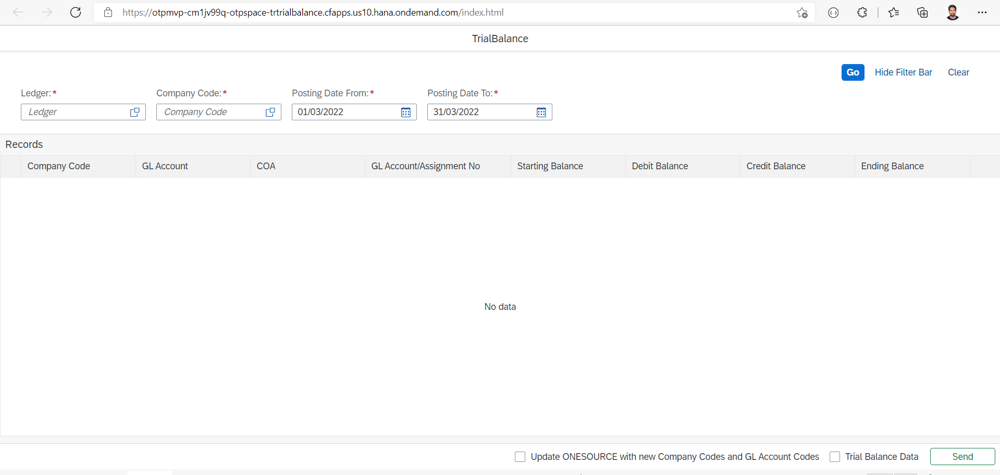 https://otpmvp-cm1jv99q-otpspace-trtrialbalance.cfapps.us10.hana.ondemand.com/index.html
TrialBalance
Go Hide Filter Bar Clear
Ledger:* Company Code:* Posting Date From:* Posting Date To:*
Ledger Company Code 01/03/2022 31/03/2022
Records
Company Code GL Account COA GL Account/Assignment No Starting Balance Debit Balance Credit Balance Ending Balance
No data
Update ONESOURCE with new Company Codes and GL Account Codes Trial Balance Data Send